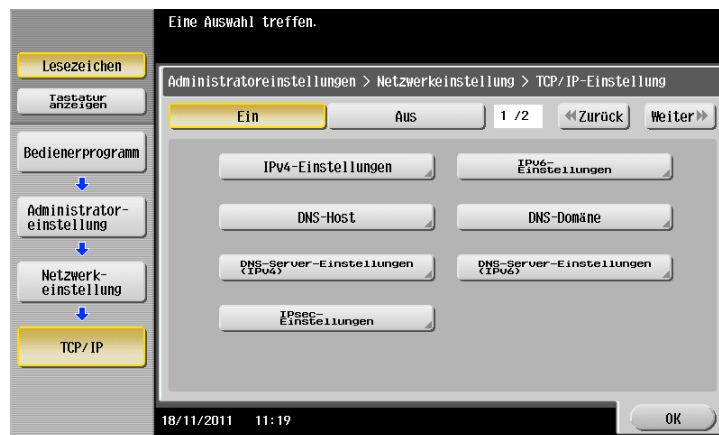 Eine Auswahl treffen.
Lesezeichen
Tastatur
anzeigen
Bedienerprogramm
Administrator-
einstellung
Netzwerk-
einstellung
TCP/IP
Administratoreinstellungen > Netzwerkeinstellung > TCP/IP-Einstellung
Ein
Aus
1 /2
Zurück
Weiter
IPv4-Einstellungen
IPv6-
Einstellungen
DNS-Host
DNS-Domäne
DNS-Server-Einstellungen
(IPv4)
DNS-Server-Einstellungen
(IPv6)
IPsec-
Einstellungen
18/11/2011 11:19
OK